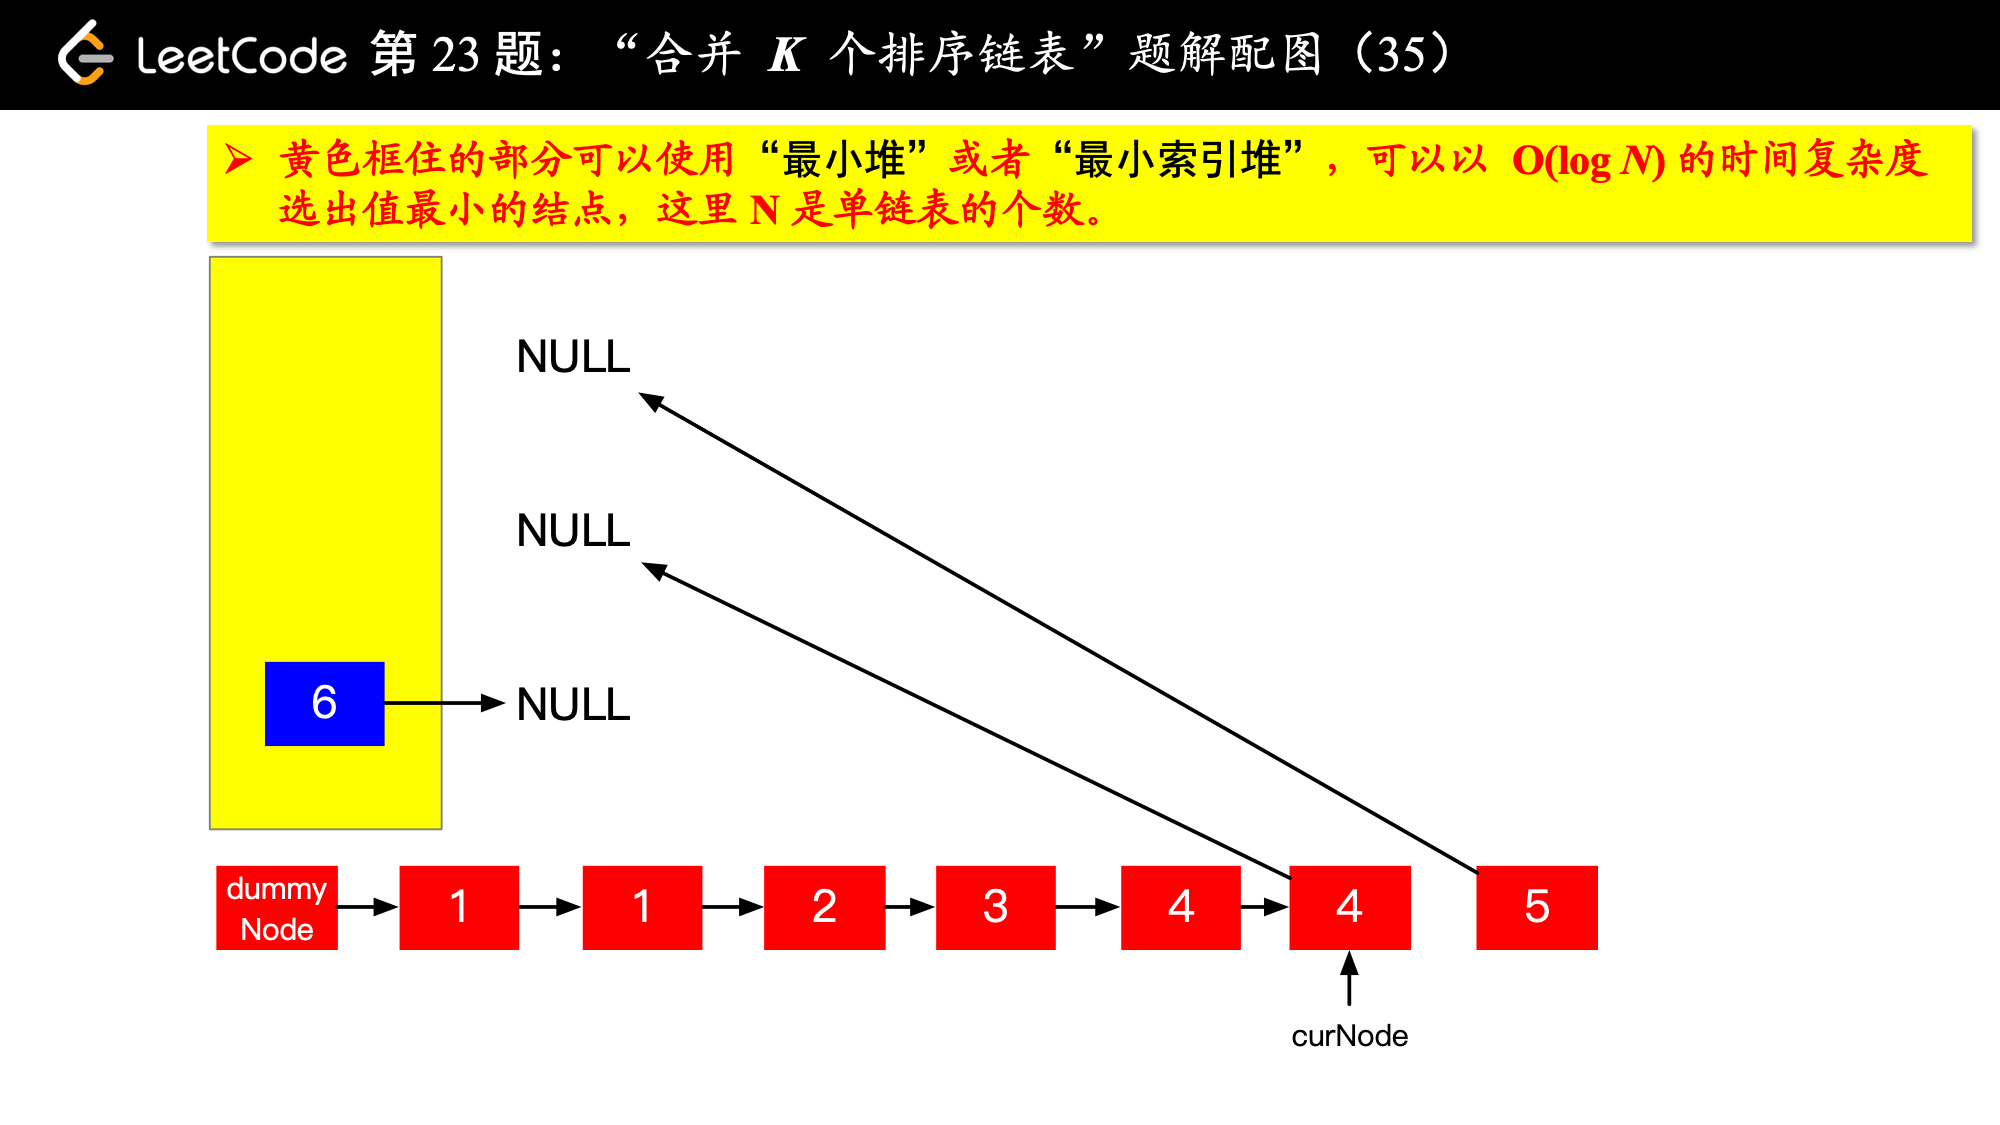 LeetCode 第 23 题：“合并 K 个排序链表”题解配图（35）
➢ 黄色框住的部分可以使用“最小堆”或者“最小索引堆”，可以以 O(log N) 的时间复杂度
选出值最小的结点，这里 N 是单链表的个数。
NULL
NULL
6
NULL
dummy
Node
1
1
2
3
4
4
5
curNode